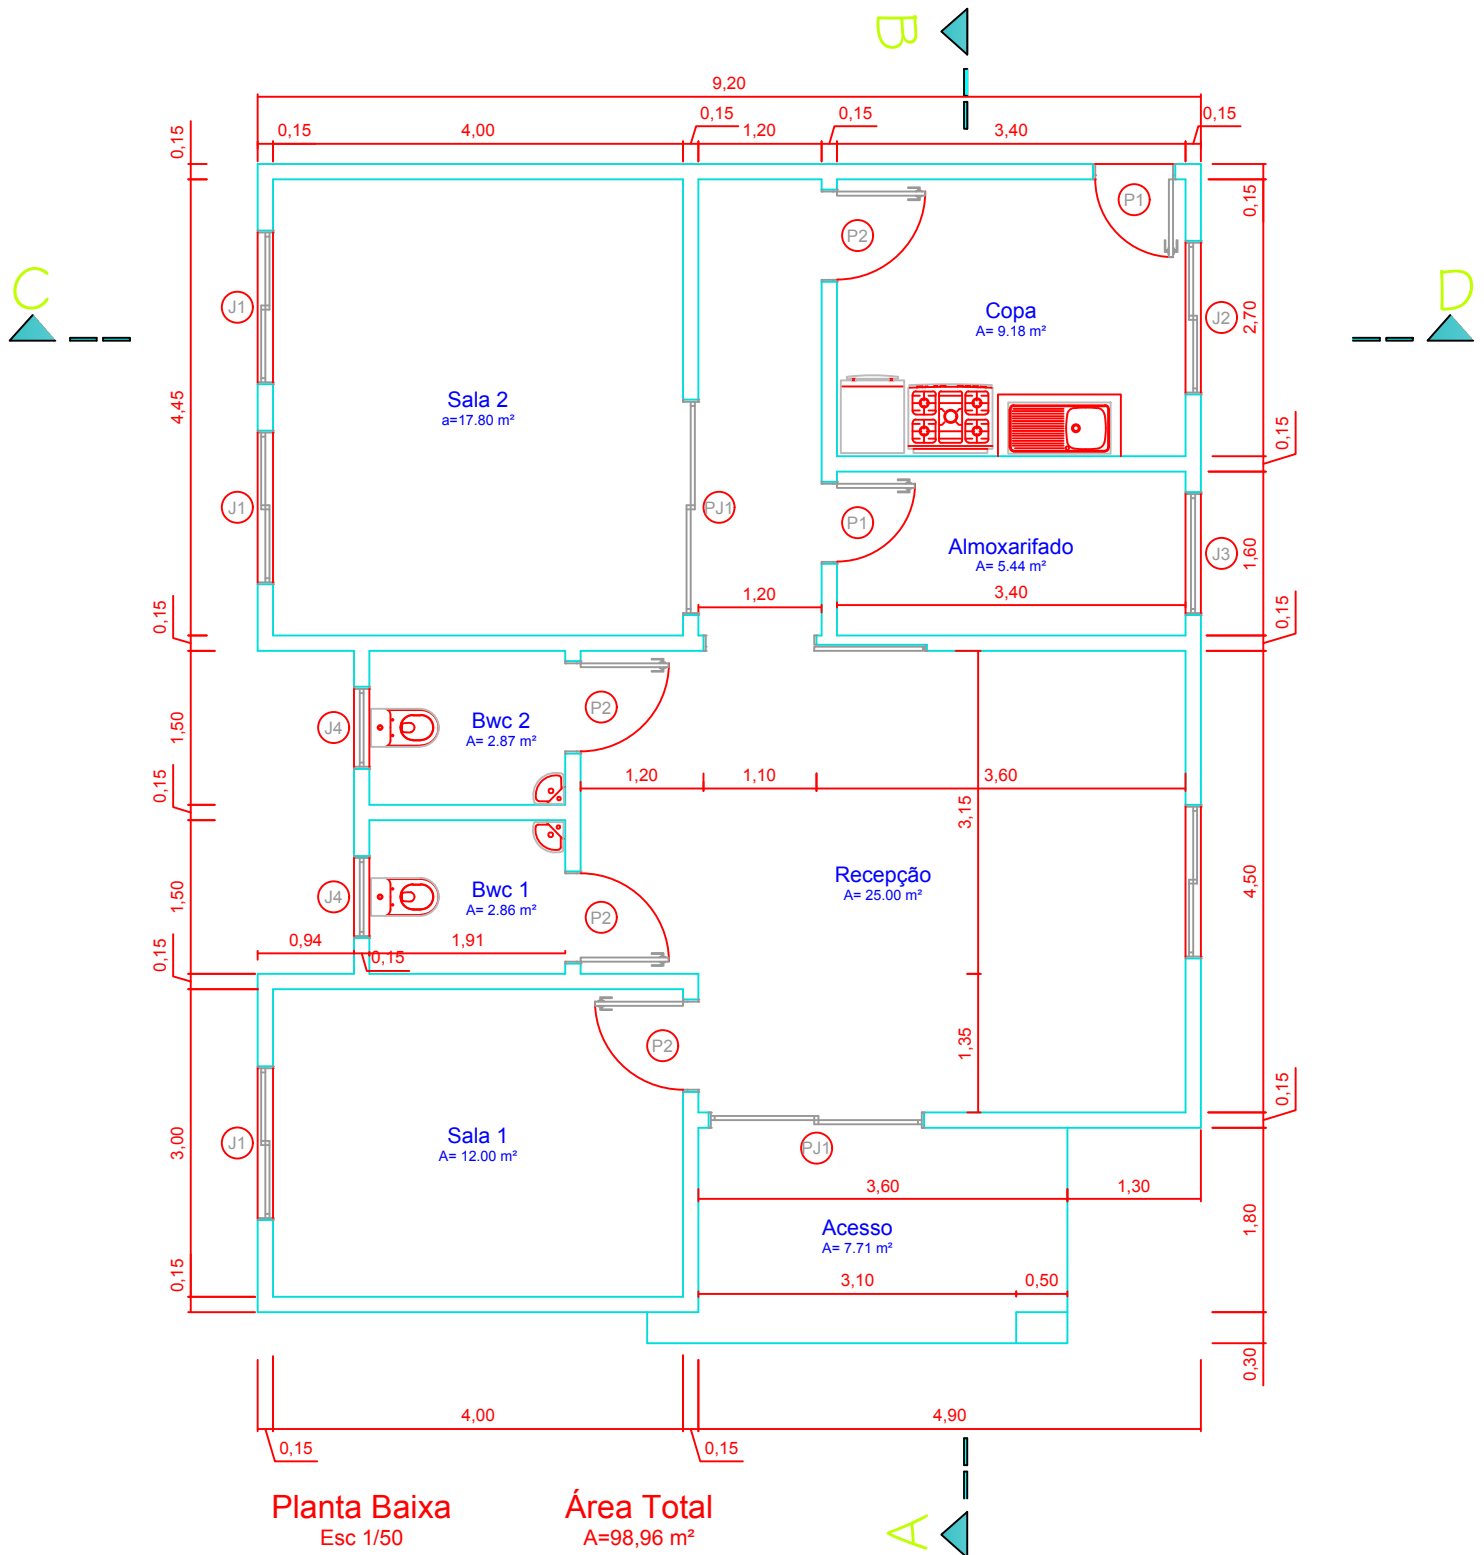 B
9,20
0,15
0,15
4,00
0,15
1,20
0,15
3,40
0,15
0,15
P1
P2
C
D
J1
Copa
A= 9.18 m²
J2
2,70
Sala 2
a=17.80 m²
4,45
0,15
J1
PJ1
P1
Almoxarifado
A= 5.44 m²
J3
1,60
1,20
3,40
0,15
0,15
1,50
J4
Bwc 2
A= 2.87 m²
P2
0,15
1,20
1,10
3,60
3,15
Recepção
A= 25.00 m²
4,50
1,50
J4
Bwc 1
A= 2.86 m²
P2
0,15
0,94
0,15
1,91
P2
1,35
0,15
3,00
J1
Sala 1
A= 12.00 m²
PJ1
3,60
1,30
Acesso
A= 7.71 m²
1,80
0,15
3,10
0,50
0,30
4,00
4,90
0,15
0,15
Planta Baixa
Esc 1/50
Área Total
A=98,96 m²
A